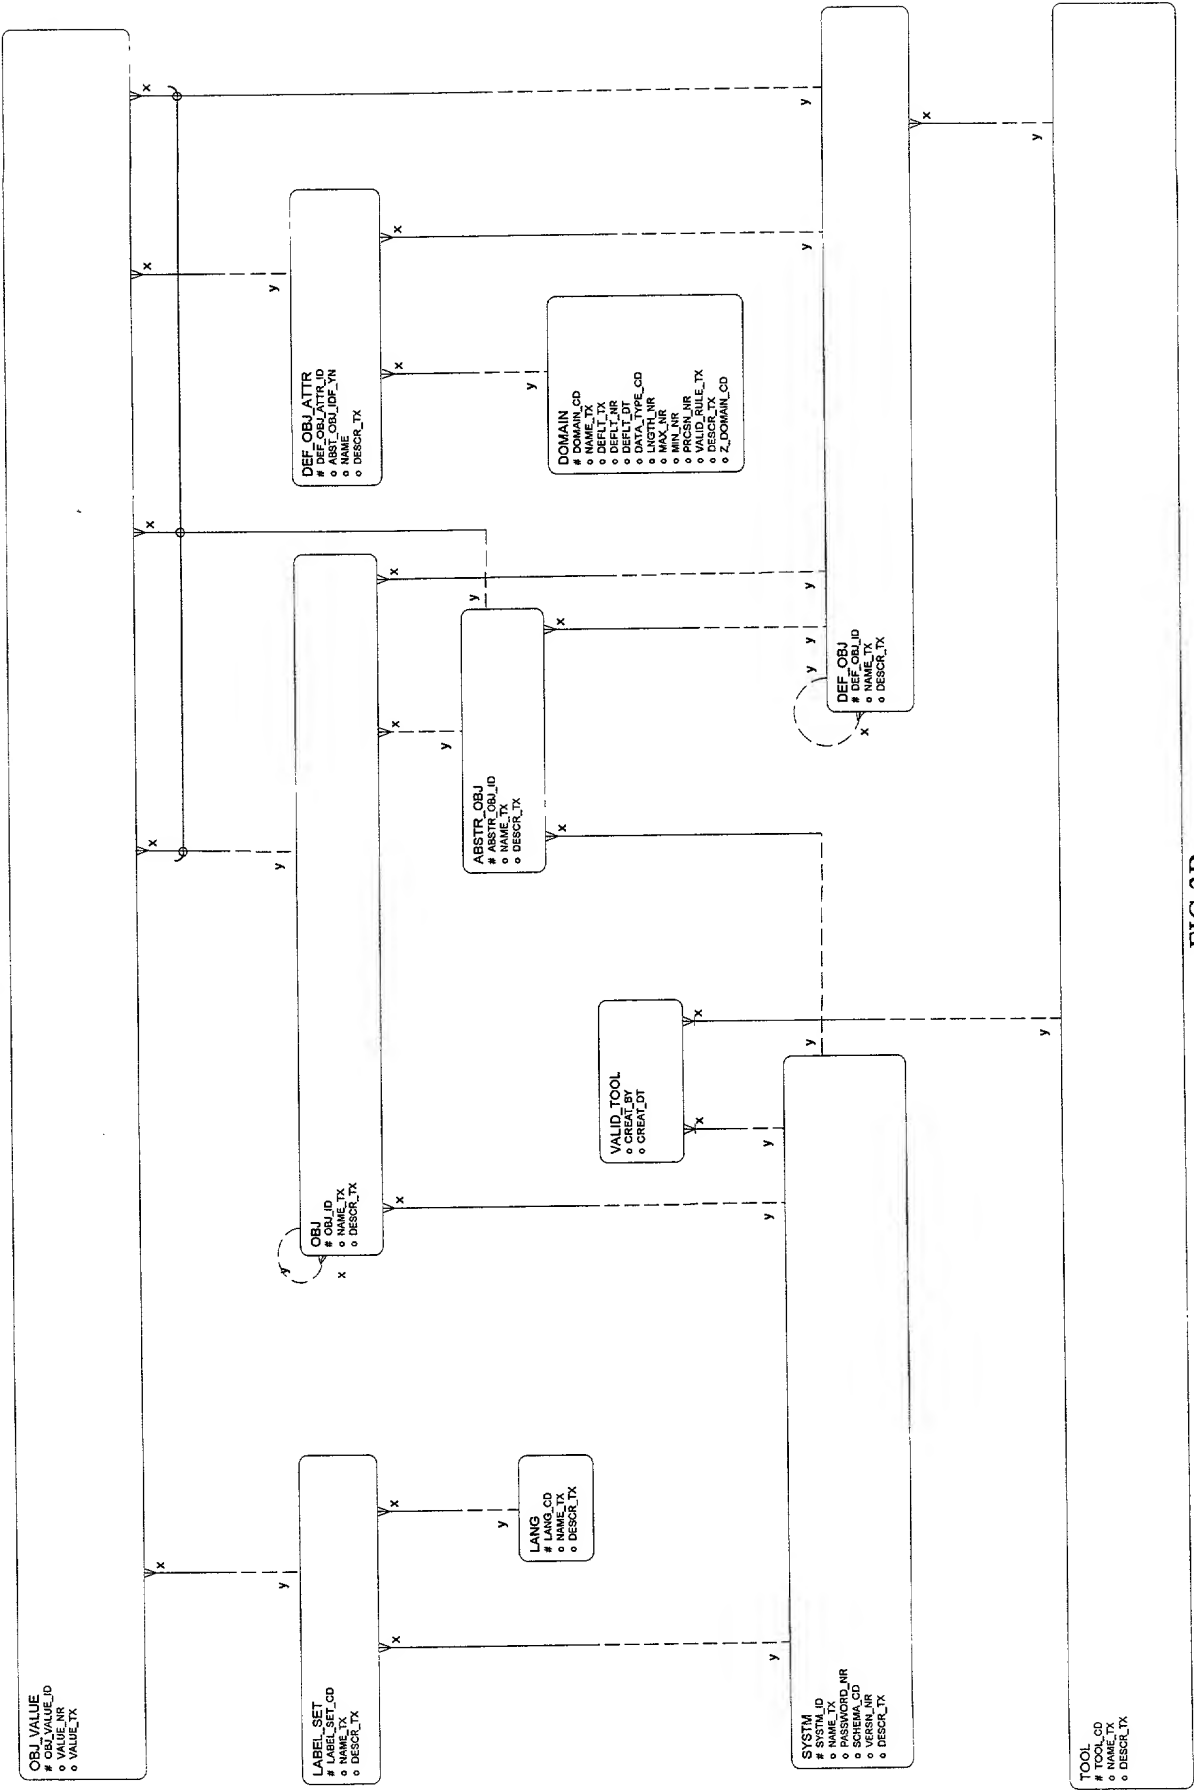 OBJ_VALUE
# OBJ_VALUE_ID
o VALUE_NR
o VALUE_TX
x
x
x
x
x
LABEL_SET
# LABEL_SET_CD
o NAME_TX
o DESCR_TX
y
x
x
LANG
# LANG_CD
o NAME_TX
o DESCR_TX
y
OBJ
# OBJ_ID
o NAME_TX
o DESCR_TX
y
x
y
x
x
x
DEF_OBJ_ATTR
# DEF_OBJ_ATTR_ID
o ABST_OBJ_IDF_YN
o NAME
o DESCR_TX
y
x
x
ABSTR_OBJ
# ABSTR_OBJ_ID
o NAME_TX
o DESCR_TX
y
y
x
x
DOMAIN
# DOMAIN_CD
o NAME_TX
o DEFLT_TX
o DEFLT_NR
o DEFLT_DT
o DATA_TYPE_CD
o LNGTH_NR
o MAX_NR
o MIN_NR
o PRCSN_NR
o VALID_RULE_TX
o DESCR_TX
o Z_DOMAIN_CD
y
VALID_TOOL
o CREAT_BY
o CREAT_DT
x
x
SYSTM
# SYSTM_ID
o NAME_TX
o PASSWORD_NR
o SCHEMA_CD
o VERSN_NR
o DESCR_TX
y
y
y
y
DEF_OBJ
# DEF_OBJ_ID
o NAME_TX
o DESCR_TX
x
y
y
y
y
y
x
TOOL
# TOOL_CD
o NAME_TX
o DESCR_TX
y
y